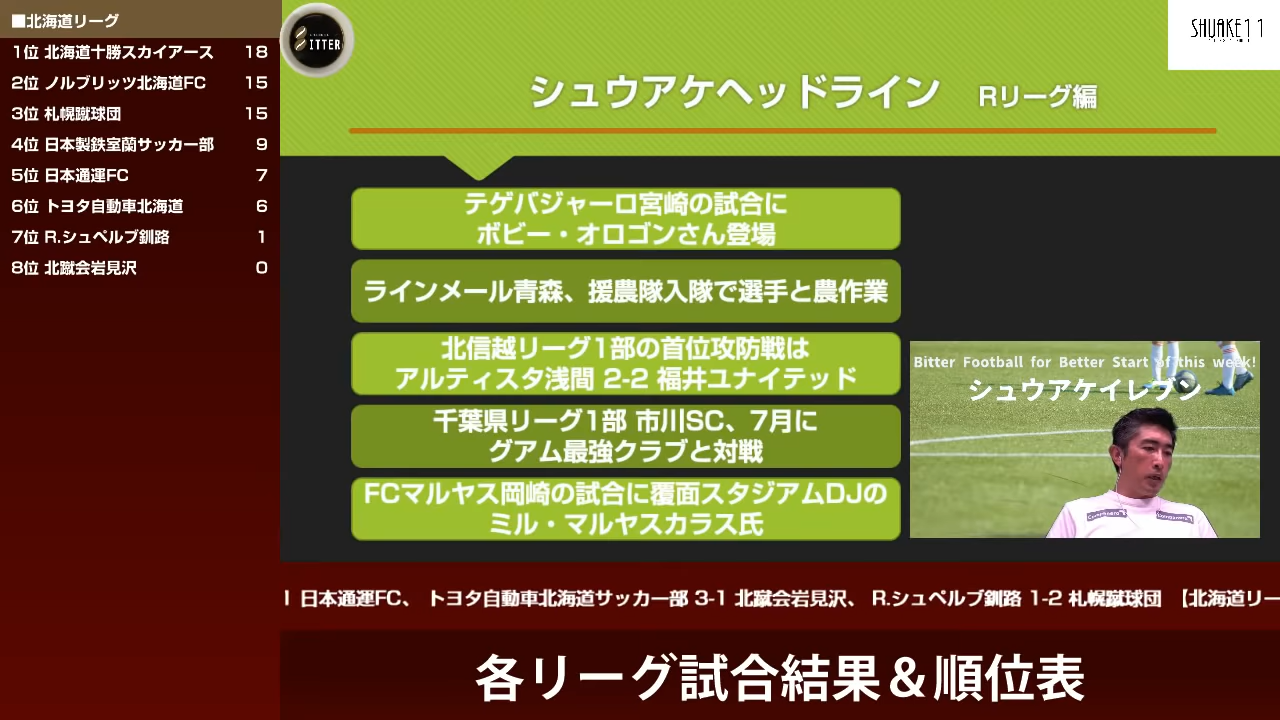 ■北海道リーグ
1位 北海道十勝スカイアース 18
2位 ノルブリッツ北海道FC 15
3位 札幌蹴球団 15
4位 日本製鉄室蘭サッカー部 9
5位 日本通運FC 7
6位 トヨタ自動車北海道 6
7位 R.シュペルブ釧路 1
8位 北蹴会岩見沢 0
ITTER
SHUAKE11
シュウアケヘッドライン Rリーグ編
テゲバジャーロ宮崎の試合に
ボビー・オロゴンさん登場
ラインメール青森、援農隊入隊で選手と農作業
北信越リーグ1部の首位攻防戦は
アルティスタ浅間 2-2 福井ユナイテッド
千葉県リーグ1部 市川SC、7月に
グアム最強クラブと対戦
FCマルヤス岡崎の試合に覆面スタジアムDJの
ミル・マルヤスカラス氏
Bitter Football for Better Start of this week!
シュウアケイレブン
日本通運FC、 トヨタ自動車北海道サッカー部 3-1 北蹴会岩見沢、 R.シュペルブ釧路 1-2 札幌蹴球団 【北海道リー
各リーグ試合結果＆順位表